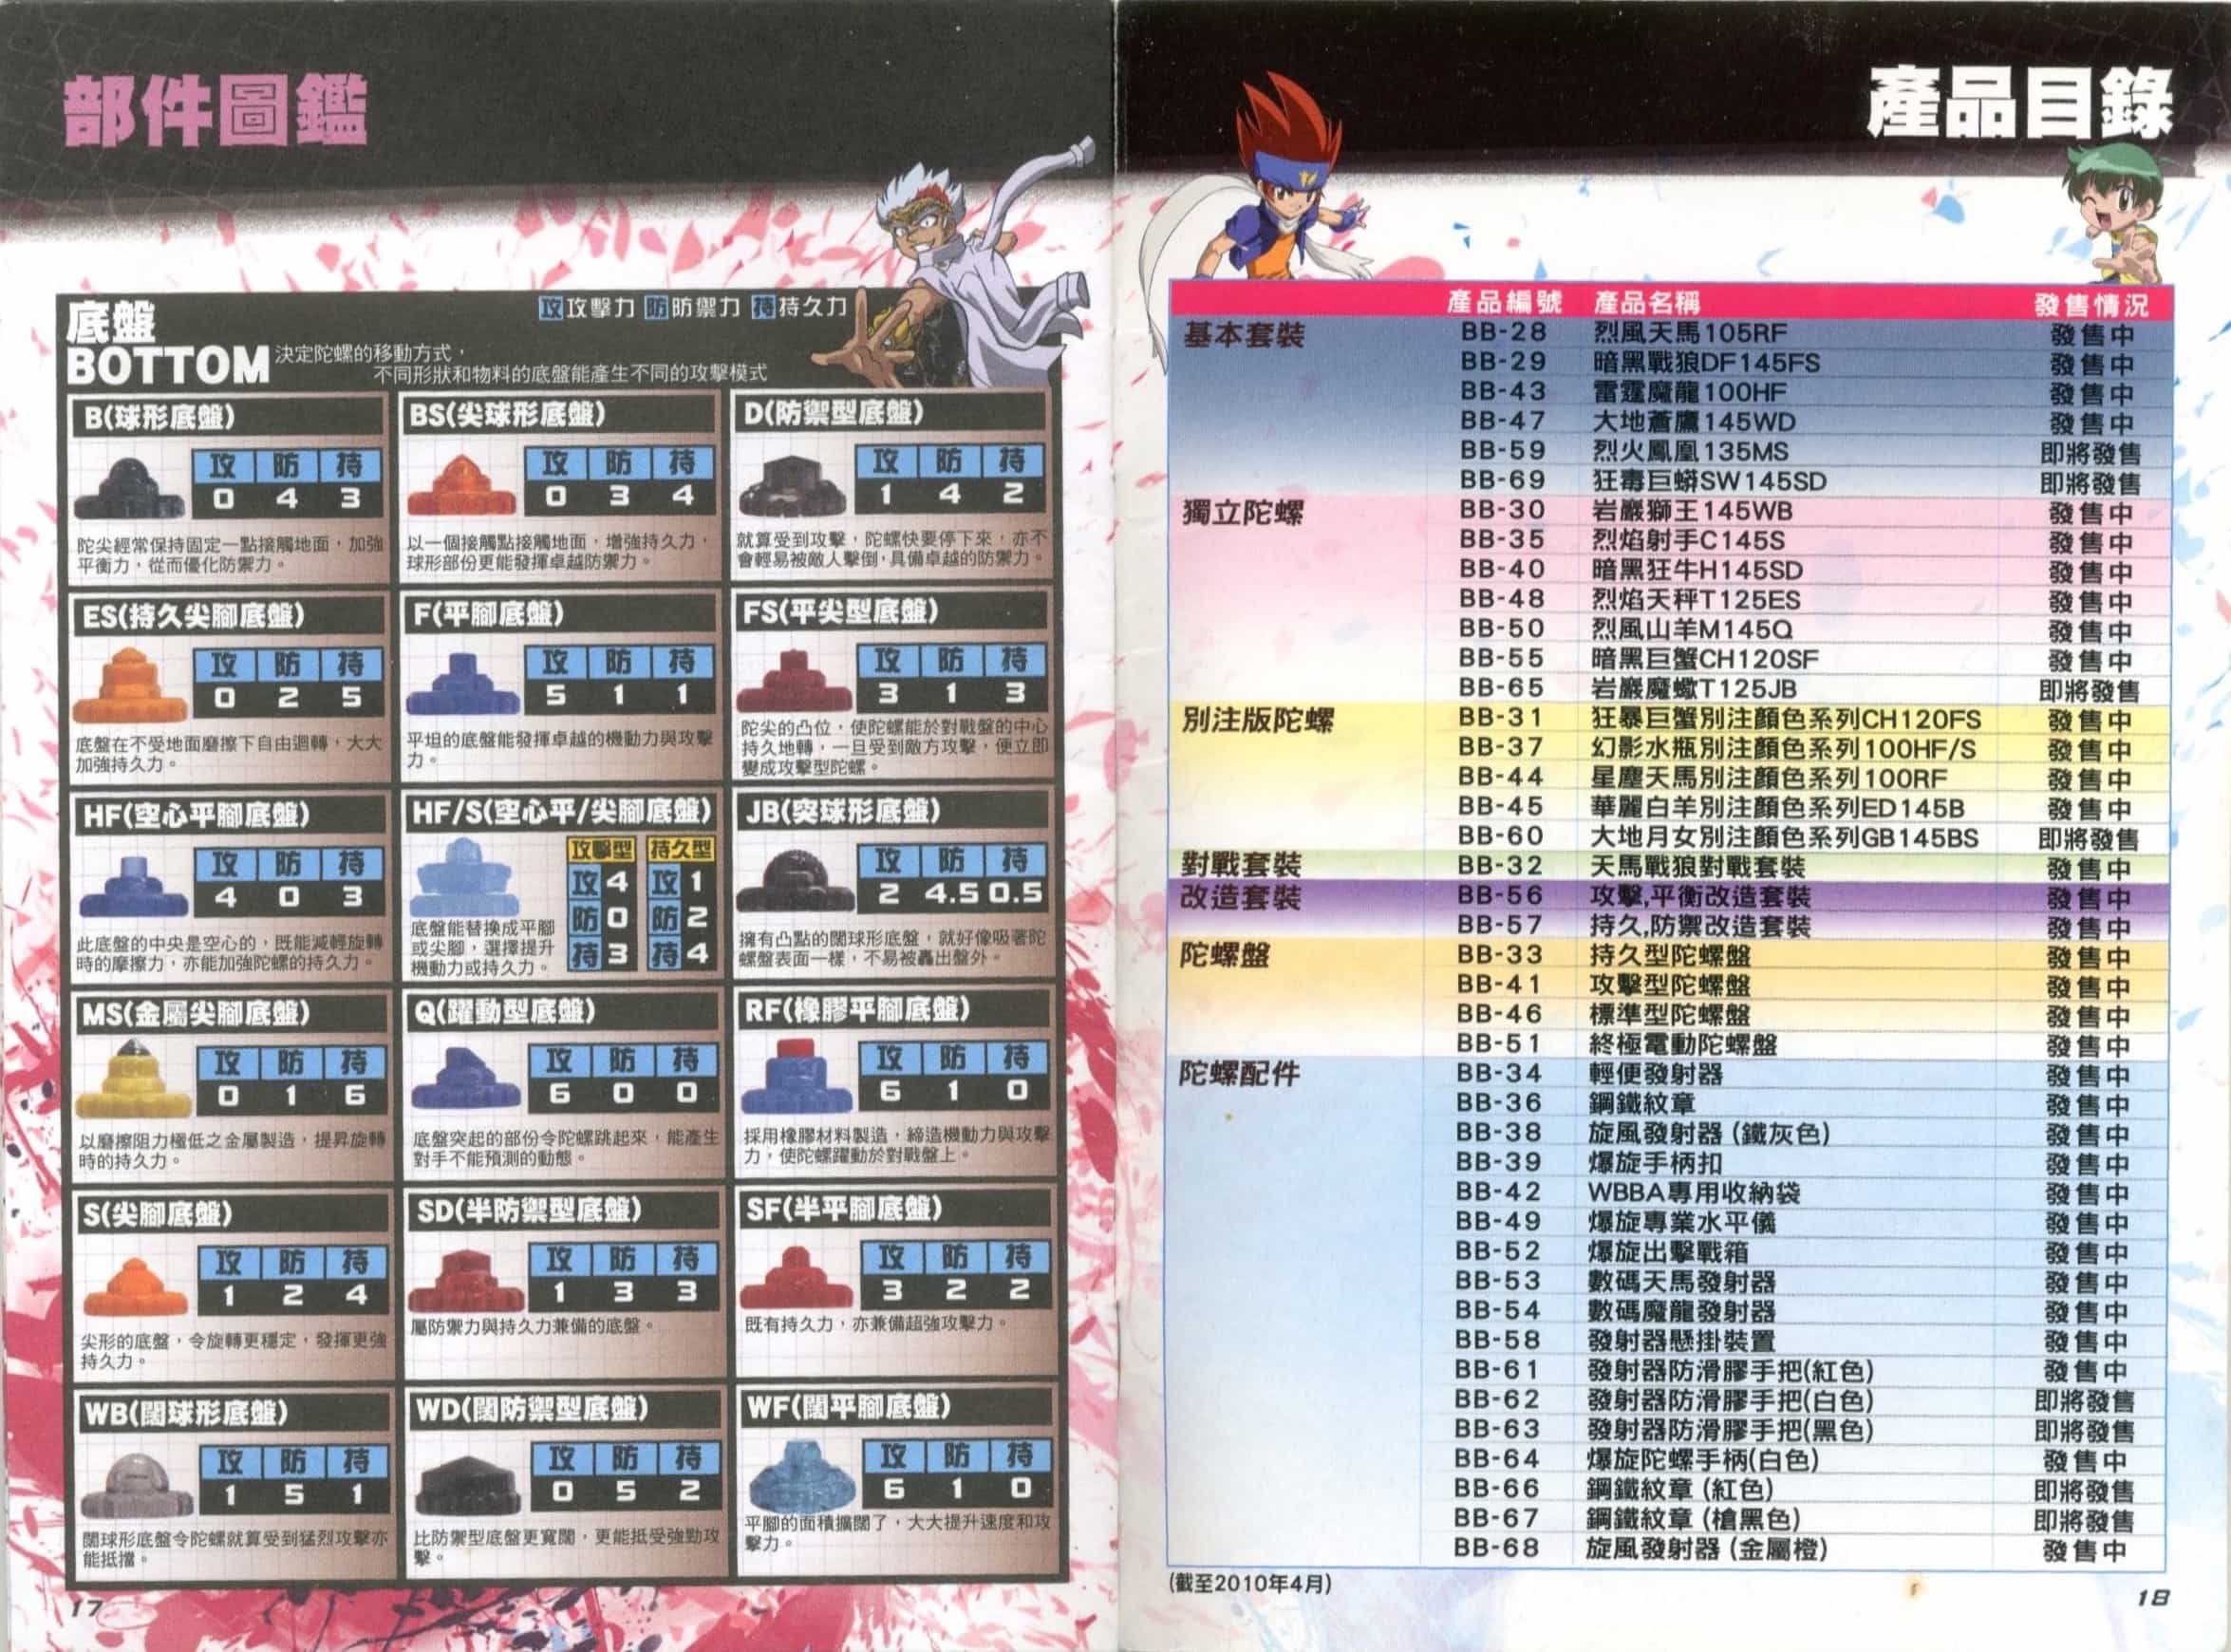 部件圖鑑
底盤
BOTTOM
攻攻擊力 防防禦力 持持久力
決定陀螺的移動方式，
不同形狀和物料的底盤能產生不同的攻擊模式
B(球形底盤)
攻 防 持
0 4 3
陀尖經常保持固定一點接觸地面，加強
平衡力，從而優化防禦力。
BS(尖球形底盤)
攻 防 持
0 3 4
以一個接觸點接觸地面，增強持久力，
球形部份更能發揮卓越防禦力。
D(防禦型底盤)
攻 防 持
1 4 2
就算受到攻擊，陀螺快要停下來，亦不
會輕易被敵人擊倒，具備卓越的防禦力。
ES(持久尖腳底盤)
攻 防 持
0 2 5
底盤在不受地面磨擦下自由迴轉，大大
加強持久力。
F(平腳底盤)
攻 防 持
5 1 1
平坦的底盤能發揮卓越的機動力與攻擊
力。
FS(平尖型底盤)
攻 防 持
3 1 3
陀尖的凸位，使陀螺能於對戰盤的中心
持久地轉，一旦受到敵方攻擊，便立即
變成攻擊型陀螺。
HF(空心平腳底盤)
攻 防 持
4 0 3
此底盤的中央是空心的，既能減輕旋轉
時的摩擦力，亦能加強陀螺的持久力。
HF/S(空心平/尖腳底盤)
攻擊型 持久型
攻 4 攻 1
防 0 防 2
持 3 持 4
底盤能替換成平腳
或尖腳，選擇提升
機動力或持久力。
JB(突球形底盤)
攻 防 持
2 4.5 0.5
擁有凸點的闊球形底盤，就好像吸著陀
螺盤表面一樣，不易被轟出盤外。
MS(金屬尖腳底盤)
攻 防 持
0 1 6
以磨擦阻力極低之金屬製造，提昇旋轉
時的持久力。
Q(躍動型底盤)
攻 防 持
6 0 0
底盤突起的部份令陀螺跳起來，能產生
對手不能預測的動態。
RF(橡膠平腳底盤)
攻 防 持
6 1 0
採用橡膠材料製造，締造機動力與攻擊
力，使陀螺躍動於對戰盤上。
S(尖腳底盤)
攻 防 持
1 2 4
尖形的底盤，令旋轉更穩定，發揮更強
持久力。
SD(半防禦型底盤)
攻 防 持
1 3 3
屬防禦力與持久力兼備的底盤。
SF(半平腳底盤)
攻 防 持
3 2 2
既有持久力，亦兼備超強攻擊力。
WB(闊球形底盤)
攻 防 持
1 5 1
闊球形底盤令陀螺就算受到猛烈攻擊亦
能抵擋。
WD(闊防禦型底盤)
攻 防 持
0 5 2
比防禦型底盤更寬闊，更能抵受強勁攻
擊。
WF(闊平腳底盤)
攻 防 持
6 1 0
平腳的面積擴闊了，大大提升速度和攻
擊力。
17
產品目錄
產品編號 產品名稱 發售情況
基本套裝 BB-28 烈風天馬105RF 發售中
BB-29 暗黑戰狼DF145FS 發售中
BB-43 雷霆魔龍100HF 發售中
BB-47 大地蒼鷹145WD 發售中
BB-59 烈火鳳凰135MS 即將發售
BB-69 狂毒巨蟒SW145SD 即將發售
獨立陀螺 BB-30 岩巖獅王145WB 發售中
BB-35 烈焰射手C145S 發售中
BB-40 暗黑狂牛H145SD 發售中
BB-48 烈焰天秤T125ES 發售中
BB-50 烈風山羊M145Q 發售中
BB-55 暗黑巨蟹CH120SF 發售中
BB-65 岩巖魔蠍T125JB 即將發售
別注版陀螺 BB-31 狂暴巨蟹別注顏色系列CH120FS 發售中
BB-37 幻影水瓶別注顏色系列100HF/S 發售中
BB-44 星塵天馬別注顏色系列100RF 發售中
BB-45 華麗白羊別注顏色系列ED145B 發售中
BB-60 大地月女別注顏色系列GB145BS 即將發售
對戰套裝 BB-32 天馬戰狼對戰套裝 發售中
改造套裝 BB-56 攻擊,平衡改造套裝 發售中
BB-57 持久,防禦改造套裝 發售中
陀螺盤 BB-33 持久型陀螺盤 發售中
BB-41 攻擊型陀螺盤 發售中
BB-46 標準型陀螺盤 發售中
BB-51 終極電動陀螺盤 發售中
陀螺配件 BB-34 輕便發射器 發售中
BB-36 鋼鐵紋章 發售中
BB-38 旋風發射器 (鐵灰色) 發售中
BB-39 爆旋手柄扣 發售中
BB-42 WBBA專用收納袋 發售中
BB-49 爆旋專業水平儀 發售中
BB-52 爆旋出擊戰箱 發售中
BB-53 數碼天馬發射器 發售中
BB-54 數碼魔龍發射器 發售中
BB-58 發射器懸掛裝置 發售中
BB-61 發射器防滑膠手把(紅色) 發售中
BB-62 發射器防滑膠手把(白色) 即將發售
BB-63 發射器防滑膠手把(黑色) 即將發售
BB-64 爆旋陀螺手柄(白色) 發售中
BB-66 鋼鐵紋章 (紅色) 即將發售
BB-67 鋼鐵紋章 (槍黑色) 即將發售
BB-68 旋風發射器 (金屬橙) 發售中
(截至2010年4月)
18